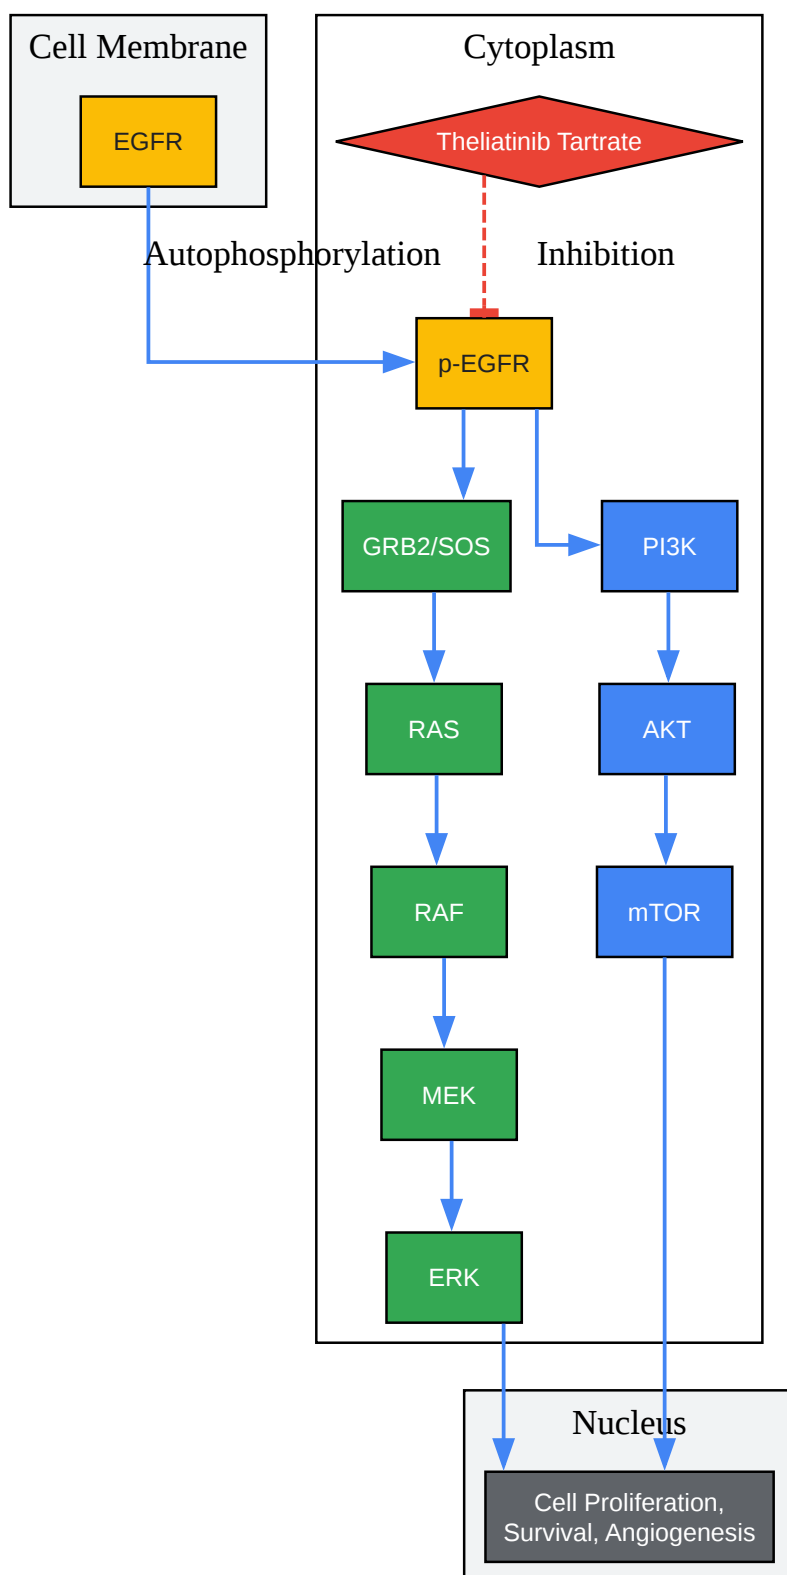 Cell Membrane
Cytoplasm
EGFR
Theliatinib Tartrate
Autophosphorylation
Inhibition
p-EGFR
GRB2/SOS
PI3K
RAS
AKT
RAF
mTOR
MEK
ERK
Nucleus
Cell Proliferation,
Survival, Angiogenesis